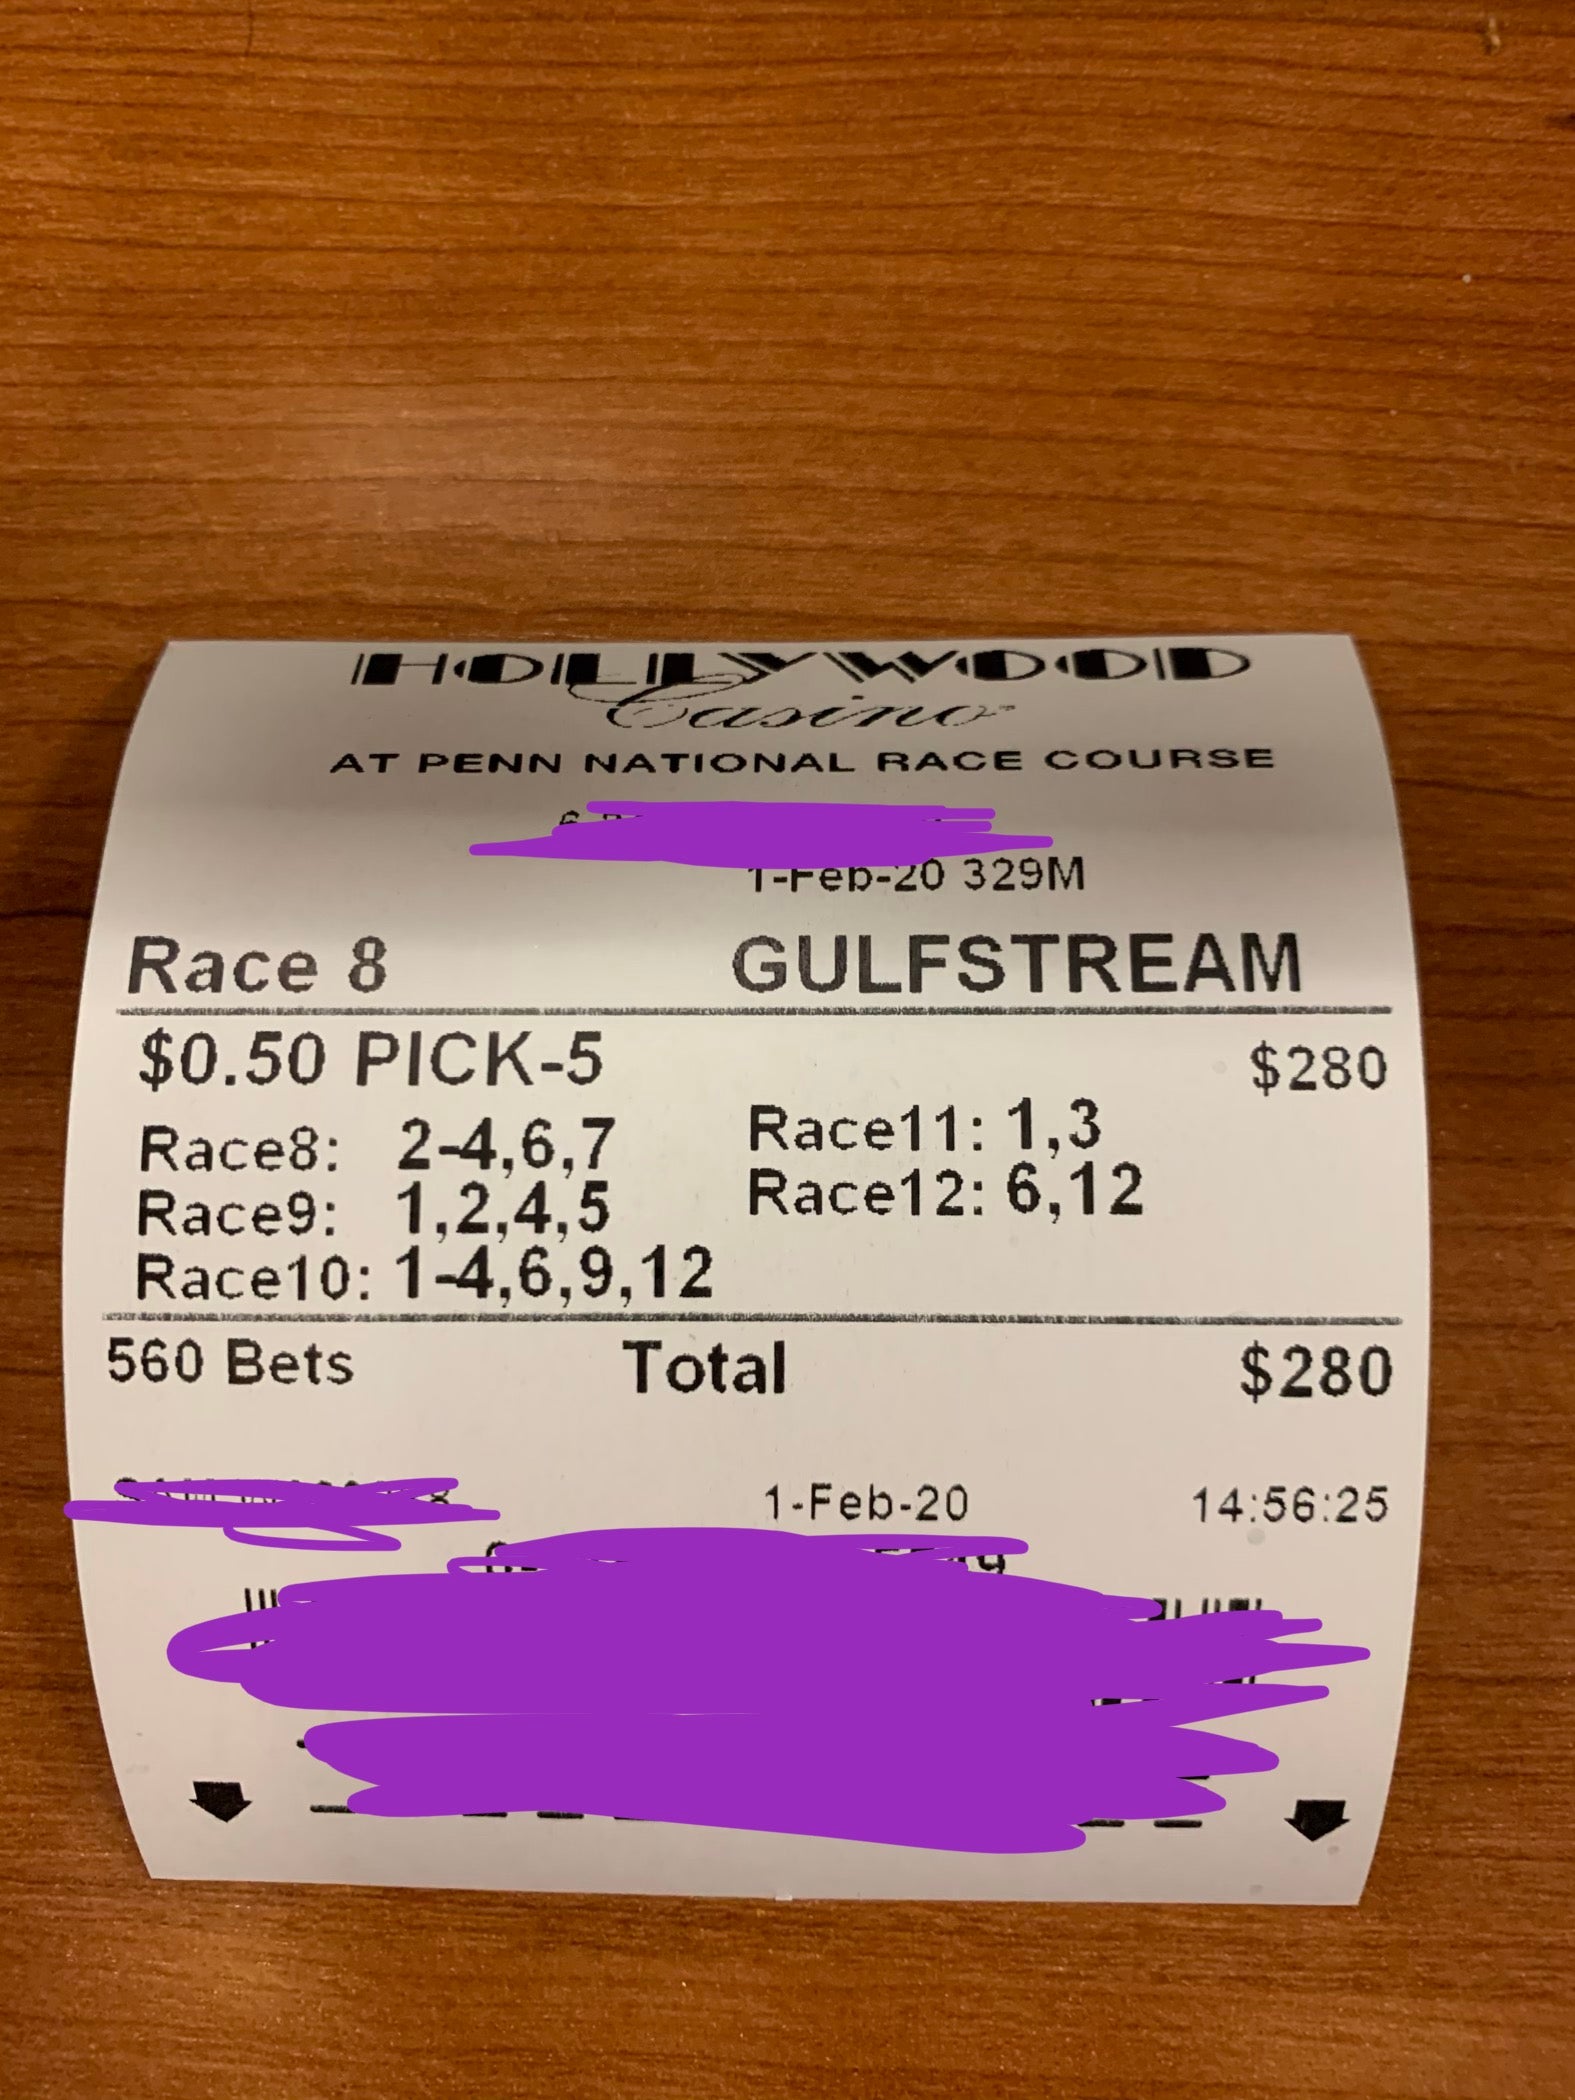 HOLLYWOOD
Casino
AT PENN NATIONAL RACE COURSE
1-Feb-20 329M
Race 8 GULFSTREAM
$0.50 PICK-5 $280
Race8: 2-4,6,7 Race11: 1,3
Race9: 1,2,4,5 Race12: 6,12
Race10: 1-4,6,9,12
560 Bets Total $280
1-Feb-20 14:56:25